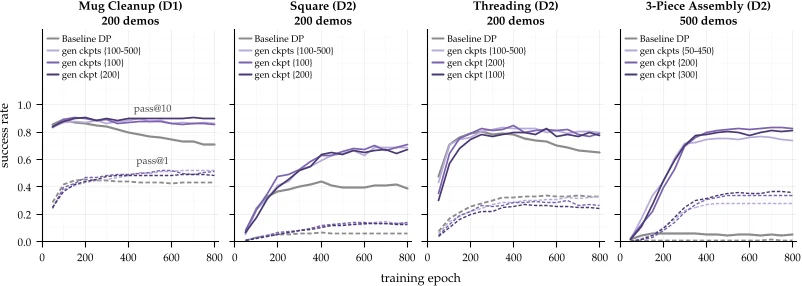 Mug Cleanup (D1)
200 demos
Baseline DP
gen ckpts {100-500}
gen ckpts {100}
gen ckpt {200}
pass@10
pass@1
Square (D2)
200 demos
Baseline DP
gen ckpts {100-500}
gen ckpt {100}
gen ckpt {200}
Threading (D2)
200 demos
Baseline DP
gen ckpts {100-500}
gen ckpt {200}
gen ckpt {100}
3-Piece Assembly (D2)
500 demos
Baseline DP
gen ckpts {50-450}
gen ckpt {200}
gen ckpt {300}
success rate
1.0
0.8
0.6
0.4
0.2
0.0
0 200 400 600 800
0 200 400 600 800
0 200 400 600 800
0 200 400 600 800
training epoch